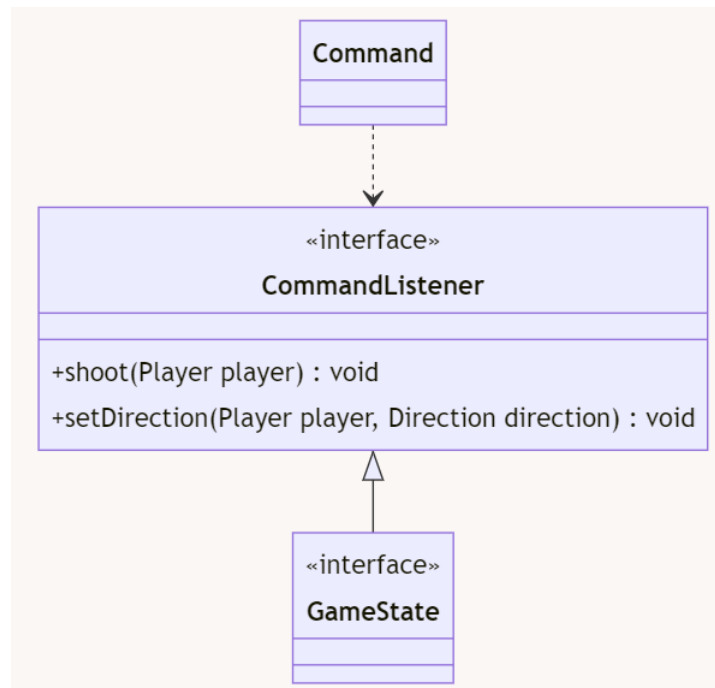 Command
«interface»
CommandListener
+shoot(Player player) : void
+setDirection(Player player, Direction direction) : void
«interface»
GameState